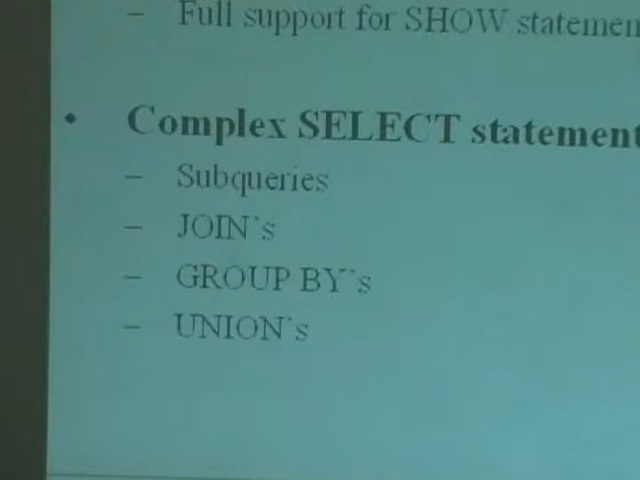 – Full support for SHOW statemen
• Complex SELECT statement
– Subqueries
– JOIN`s
– GROUP BY`s
– UNION`s